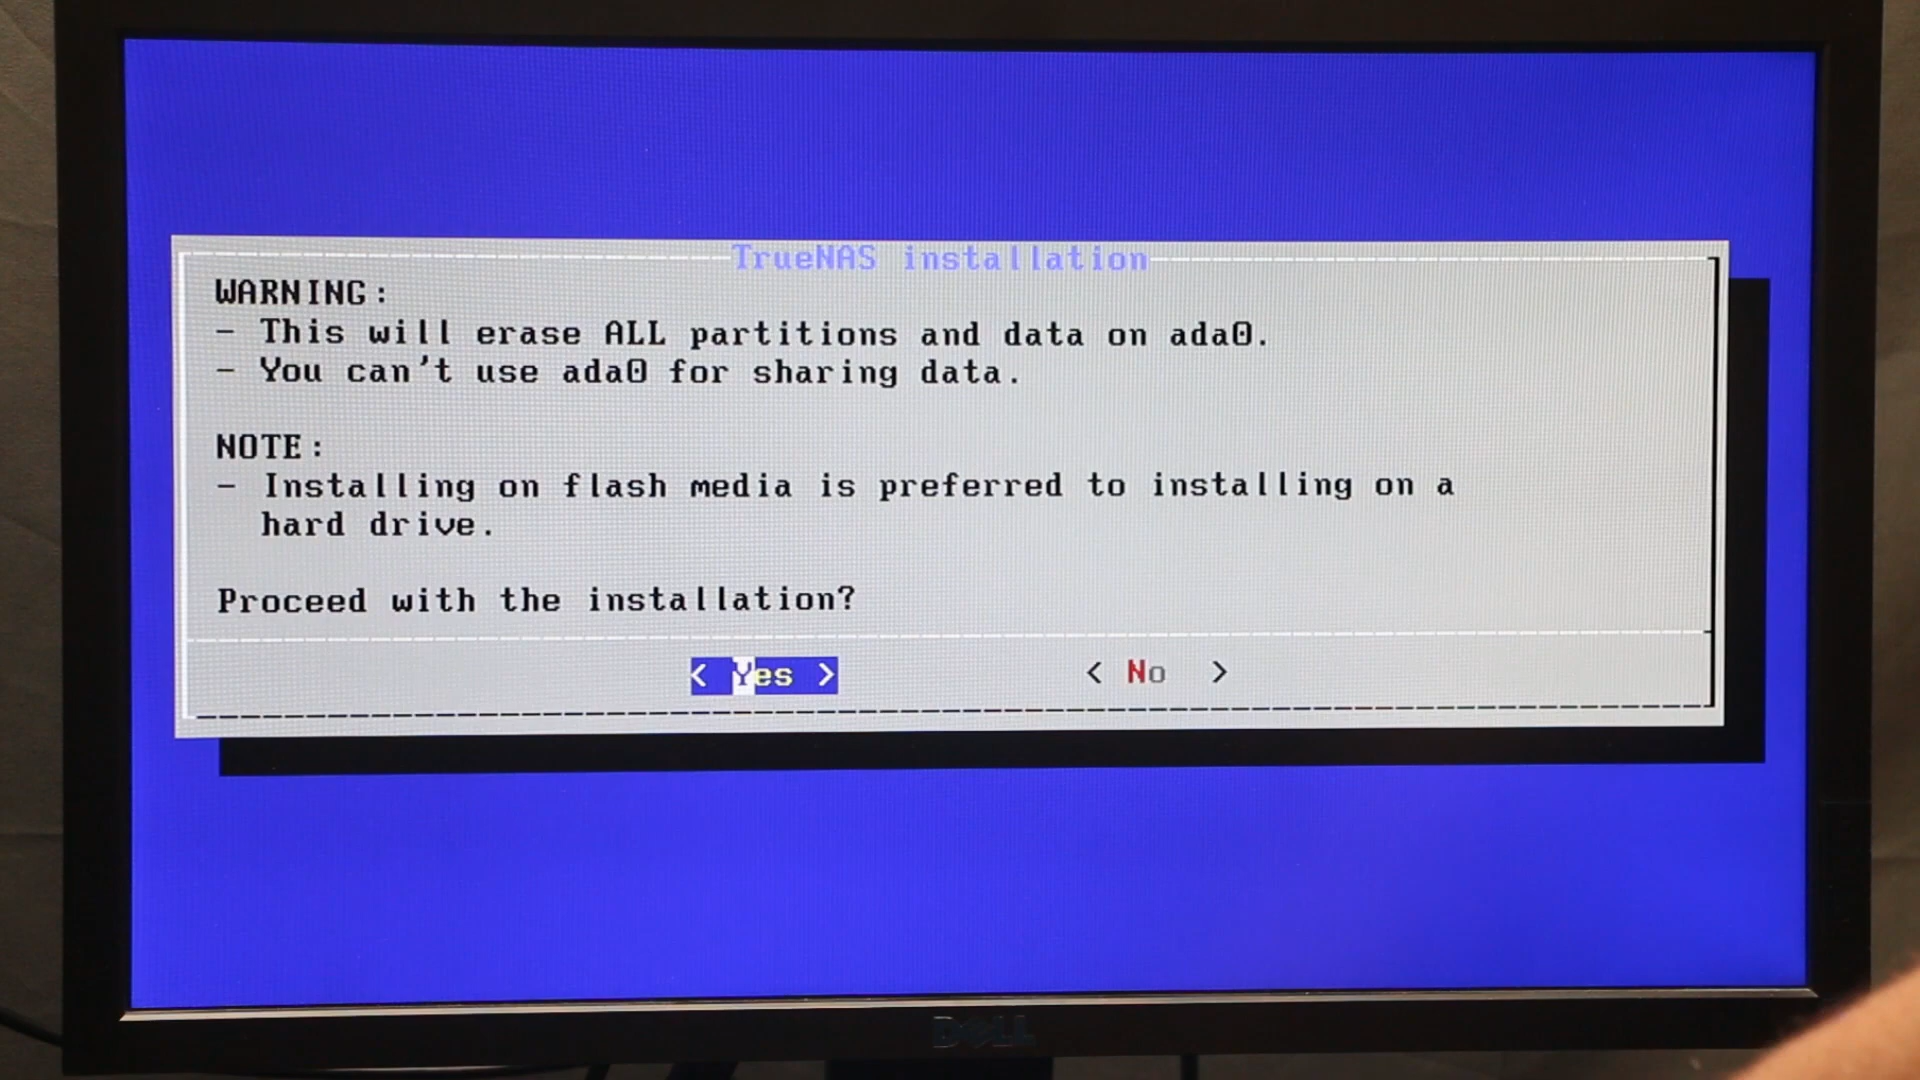 TrueNAS installation
WARNING:
- This will erase ALL partitions and data on ada0.
- You can't use ada0 for sharing data.
NOTE:
- Installing on flash media is preferred to installing on a
hard drive.
Proceed with the installation?
< Yes > < No >
DELL